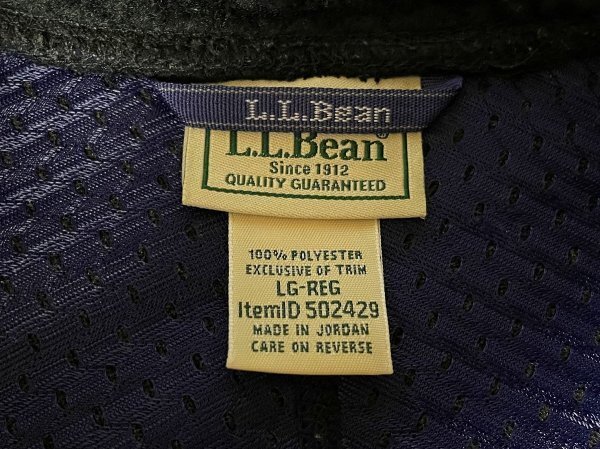 L.L.Bean
L.L.Bean
Since 1912
QUALITY GUARANTEED
100% POLYESTER
EXCLUSIVE OF TRIM
LG-REG
ItemID 502429
MADE IN JORDAN
CARE ON REVERSE